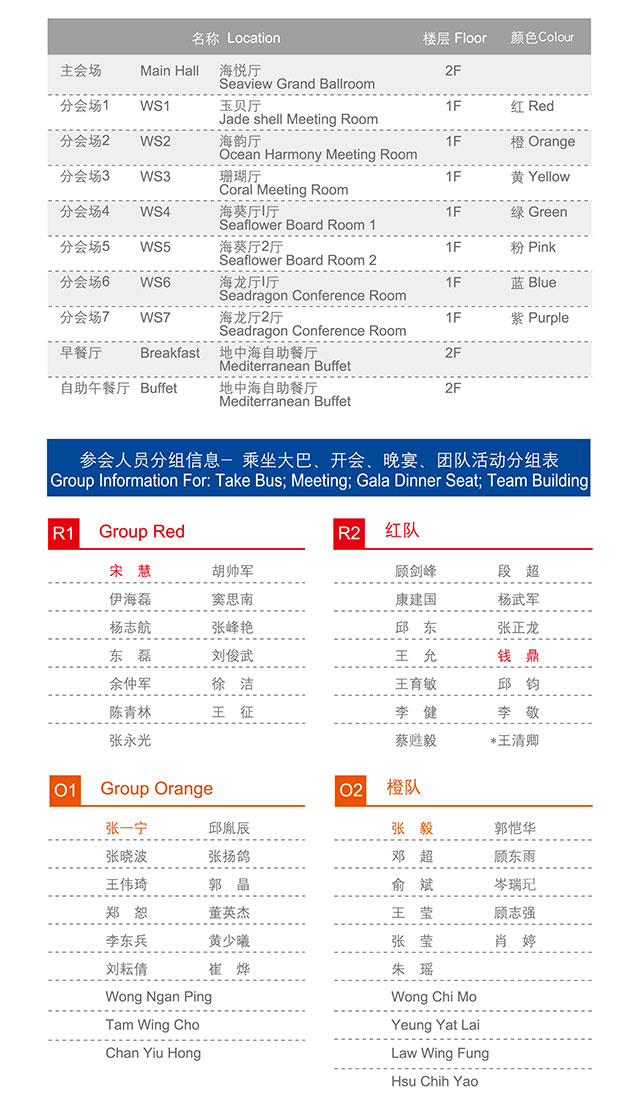 名称 Location 楼层 Floor 颜色Colour
主会场 Main Hall 海悦厅 2F
Seaview Grand Ballroom
分会场1 WS1 玉贝厅 1F 红 Red
Jade shell Meeting Room
分会场2 WS2 海韵厅 1F 橙 Orange
Ocean Harmony Meeting Room
分会场3 WS3 珊瑚厅 1F 黄 Yellow
Coral Meeting Room
分会场4 WS4 海葵厅1厅 1F 绿 Green
Seaflower Board Room 1
分会场5 WS5 海葵厅2厅 1F 粉 Pink
Seaflower Board Room 2
分会场6 WS6 海龙厅1厅 1F 蓝 Blue
Seadragon Conference Room
分会场7 WS7 海龙厅2厅 1F 紫 Purple
Seadragon Conference Room
早餐厅 Breakfast 地中海自助餐厅 2F
Mediterranean Buffet
自助午餐厅 Buffet 地中海自助餐厅 2F
Mediterranean Buffet
参会人员分组信息– 乘坐大巴、开会、晚宴、团队活动分组表
Group Information For: Take Bus; Meeting; Gala Dinner Seat; Team Building
R1 Group Red
宋 慧 胡帅军
伊海磊 窦思南
杨志航 张峰艳
东 磊 刘俊武
余仲军 徐 洁
陈青林 王 征
张永光
R2 红队
顾剑峰 段 超
康建国 杨武军
邱 东 张正龙
王 允 钱 鼎
王育敏 邱 钧
李 健 李 敬
蔡甦毅 *王清卿
O1 Group Orange
张一宁 邱胤辰
张晓波 张扬鸽
王伟琦 郭 晶
郑 恕 董英杰
李东兵 黄少曦
刘耘倩 崔 烨
Wong Ngan Ping
Tam Wing Cho
Chan Yiu Hong
O2 橙队
张 毅 郭恺华
邓 超 顾东雨
俞 斌 岑瑞玘
王 莹 顾志强
张 莹 肖 婷
朱 瑶
Wong Chi Mo
Yeung Yat Lai
Law Wing Fung
Hsu Chih Yao